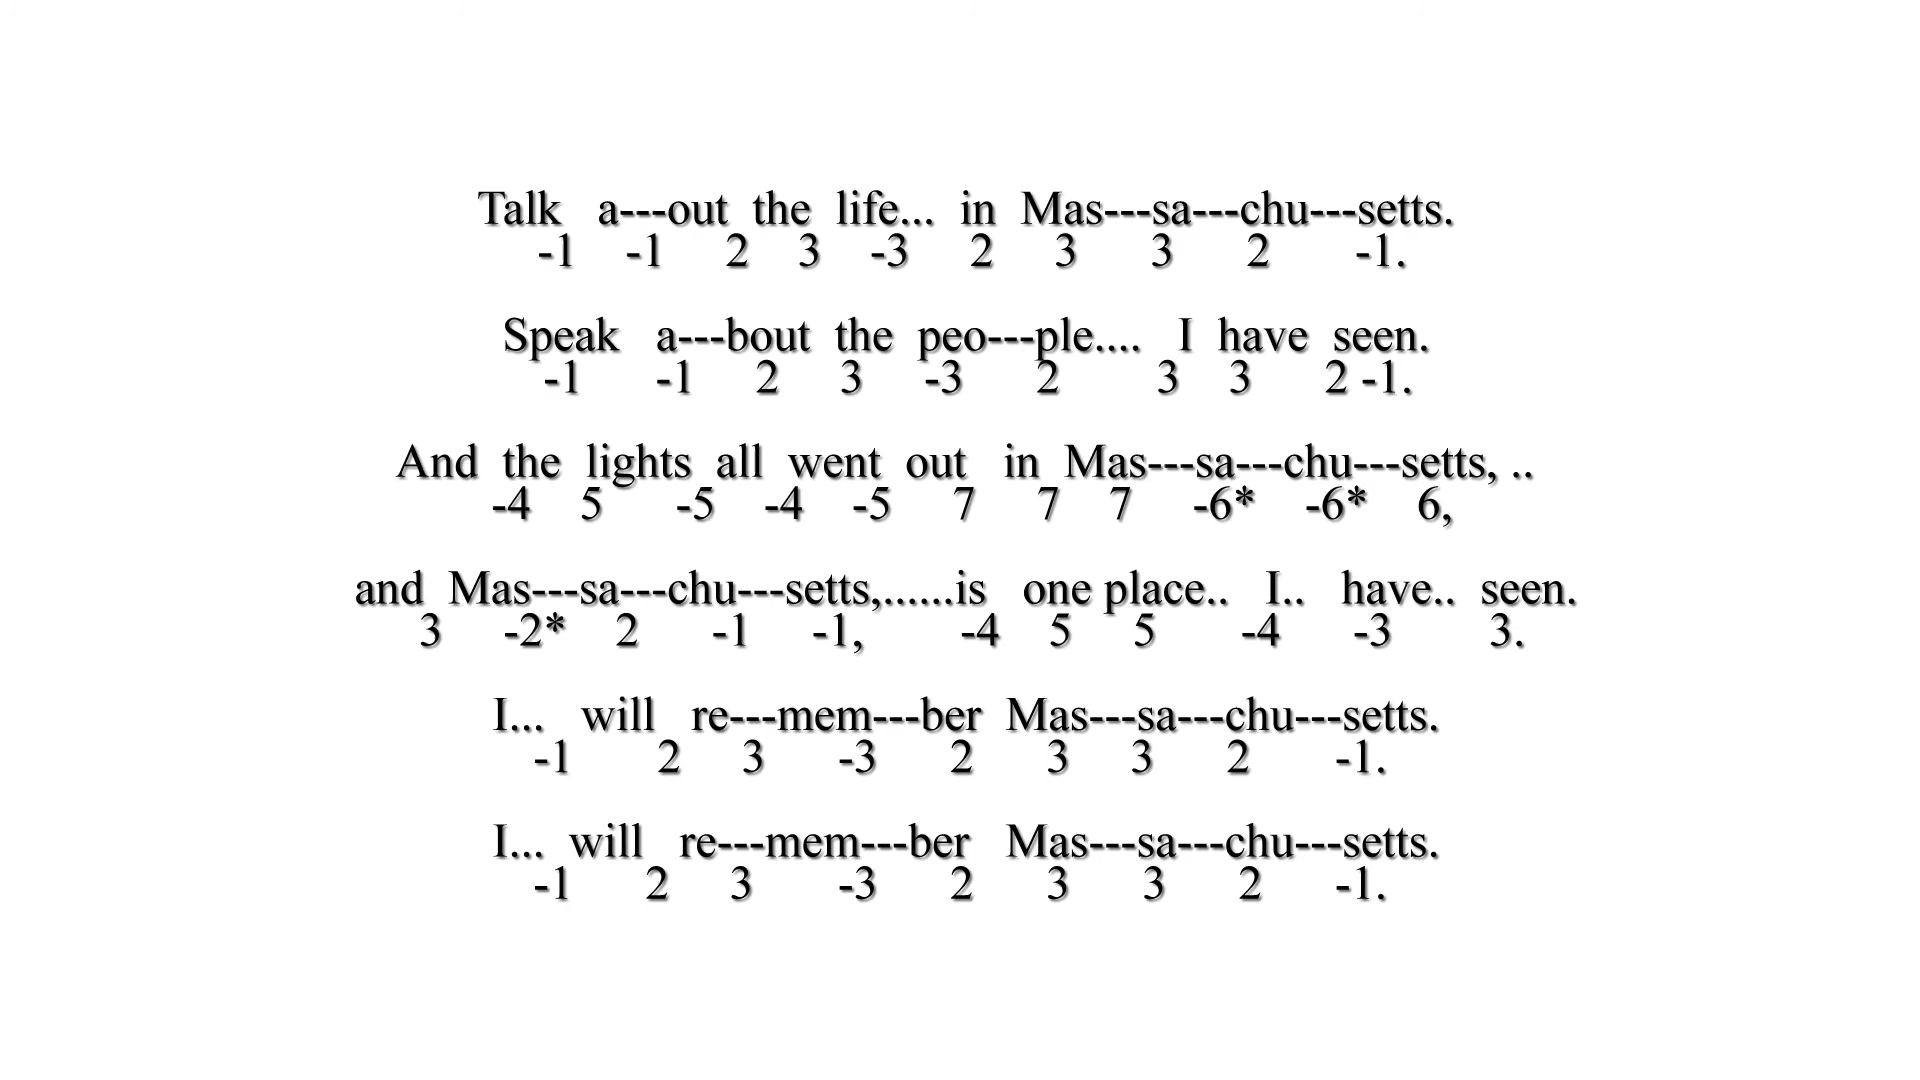 Talk a---out the life... in Mas---sa---chu---setts.
-1 -1 2 3 -3 2 3 3 2 -1.
Speak a---bout the peo---ple.... I have seen.
-1 -1 2 3 -3 2 3 3 2 -1.
And the lights all went out in Mas---sa---chu---setts, ..
-4 5 -5 -4 -5 7 7 7 -6* -6* 6,
and Mas---sa---chu---setts,......is one place.. I.. have.. seen.
3 -2* 2 -1 -1, -4 5 5 -4 -3 3.
I... will re---mem---ber Mas---sa---chu---setts.
-1 2 3 -3 2 3 3 2 -1.
I... will re---mem---ber Mas---sa---chu---setts.
-1 2 3 -3 2 3 3 2 -1.